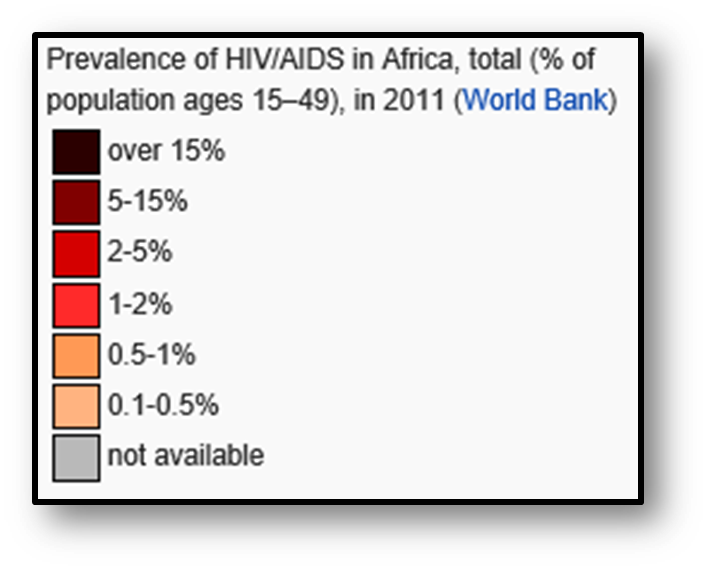 Prevalence of HIV/AIDS in Africa, total (% of
population ages 15–49), in 2011 (World Bank)
over 15%
5-15%
2-5%
1-2%
0.5-1%
0.1-0.5%
not available